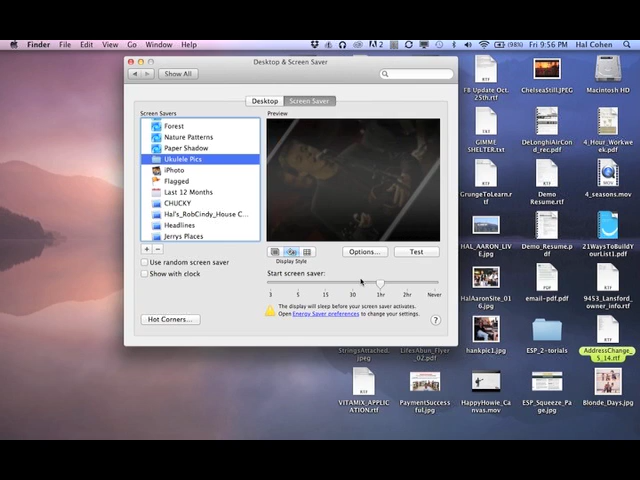 Finder File Edit View Go Window Help
2 (98%) Fri 9:56 PM Hal Cohen
Desktop & Screen Saver
Show All
Desktop Screen Saver
Screen Savers
Forest
Nature Patterns
Paper Shadow
Ukulele Pics
iPhoto
Flagged
Last 12 Months
CHUCKY
Hal's_RobCindy_House C...
Headlines
Jerrys Places
+ −
Use random screen saver
Show with clock
Hot Corners...
Preview
Display Style
Options...
Test
Start screen saver:
3 5 15 30 1hr 2hr Never
The display will sleep before your screen saver activates.
Open Energy Saver preferences to change your settings.
?
FB Update Oct.
25th.rtf
ChelseaStill.JPEG
Macintosh HD
GIMME
SHELTER.txt
DeLonghiAirCon
d_rec.pdf
4_Hour_Workwe
ek.pdf
GrungeToLearn.r
tf
Demo
Resume.rtf
4_seasons.mov
HAL_AARON_LIV
E.jpg
Demo_Resume.p
df
21WaysToBuildY
ourList1.pdf
HalAaronSite_01
6.jpg
email-pdf.pdf
9453_Lansford_
owner_info.rtf
hankpic1.jpg
ESP_2-torials
AddressChange_
5_14.rtf
StringsAttached.
jpeg
LifesAbun_Flyer
_02.pdf
VITAMIX_APPLIC
ATION.rtf
PaymentSuccess
ful.jpg
HappyHowie_Ca
nvas.mov
ESP_Squeeze_Pa
ge.jpg
Blonde_Days.jpg
RTF